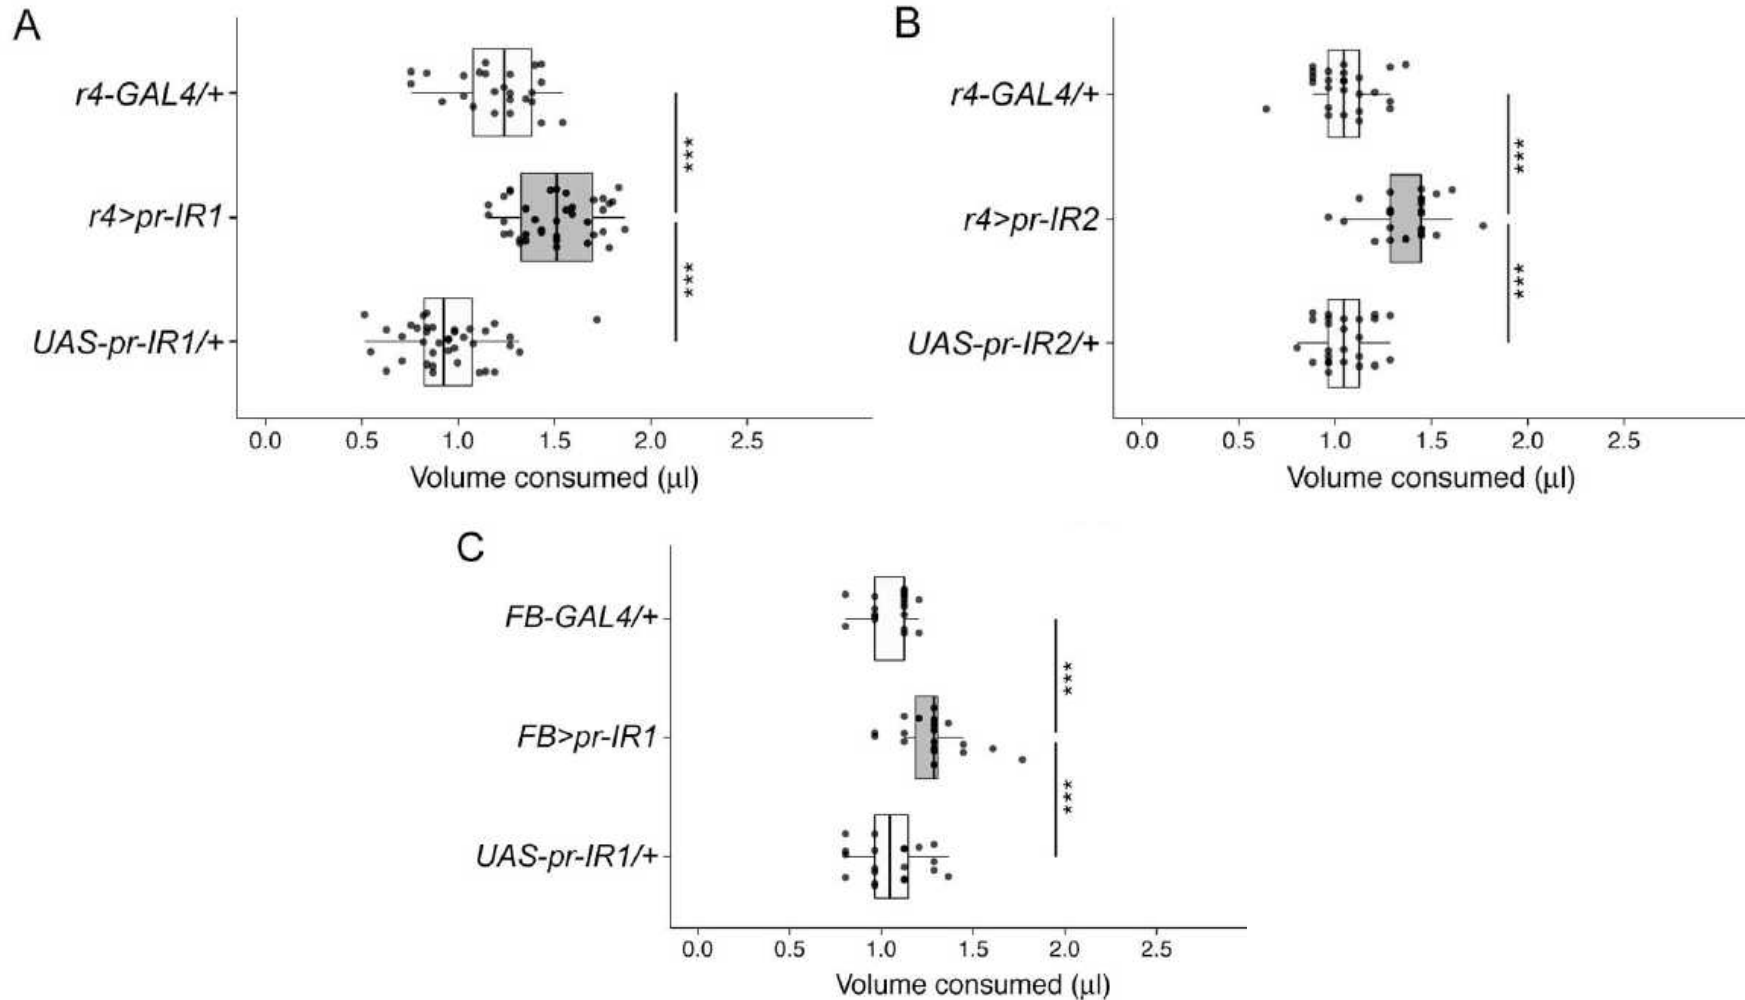 A
r4-GAL4/+
r4>pr-IR1
UAS-pr-IR1/+
***
***
0.0 0.5 1.0 1.5 2.0 2.5
Volume consumed (µl)
B
r4-GAL4/+
r4>pr-IR2
UAS-pr-IR2/+
***
***
0.0 0.5 1.0 1.5 2.0 2.5
Volume consumed (µl)
C
FB-GAL4/+
FB>pr-IR1
UAS-pr-IR1/+
***
***
0.0 0.5 1.0 1.5 2.0 2.5
Volume consumed (µl)